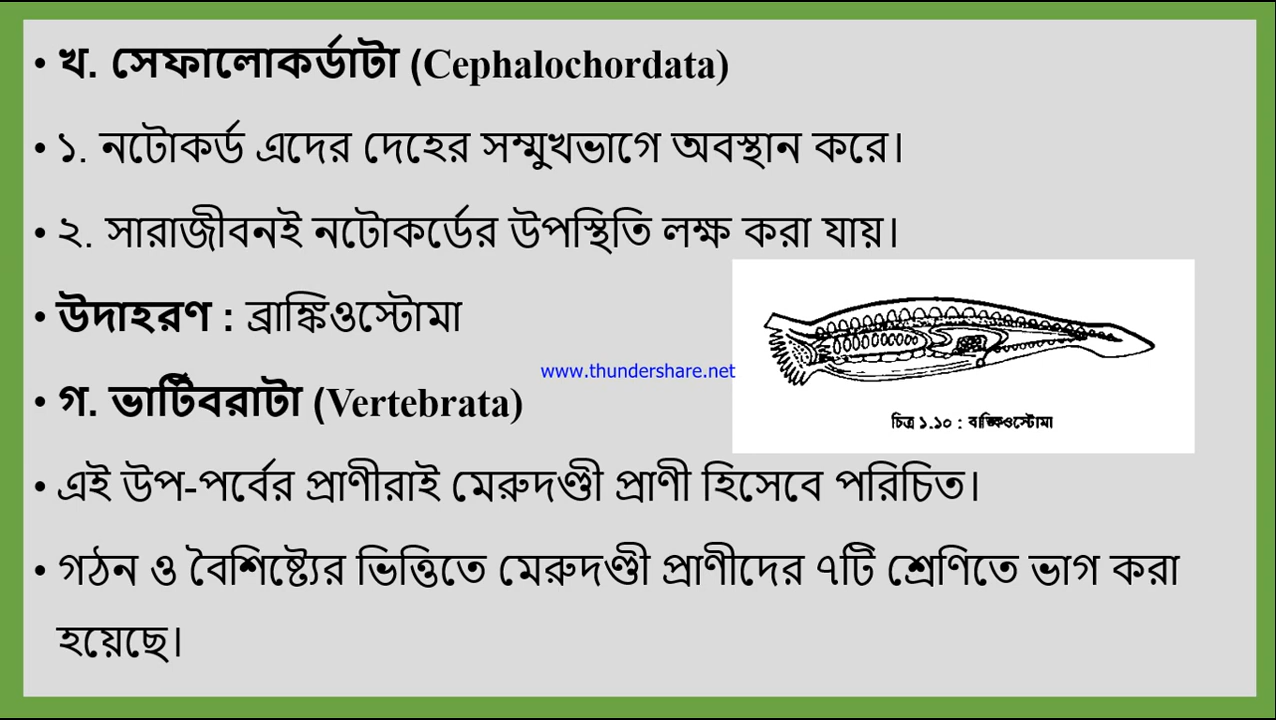 • খ. সেফালোকর্ডাটা (Cephalochordata)
• ১. নটোকর্ড এদের দেহের সম্মুখভাগে অবস্থান করে।
• ২. সারাজীবনই নটোকর্ডের উপস্থিতি লক্ষ করা যায়।
• উদাহরণ : ব্রাঙ্কিওস্টোমা
www.thundershare.net
চিত্র ১.১০ : ব্রাঙ্কিওস্টোমা
• গ. ভার্টিবরাটা (Vertebrata)
• এই উপ-পর্বের প্রাণীরাই মেরুদণ্ডী প্রাণী হিসেবে পরিচিত।
• গঠন ও বৈশিষ্ট্যের ভিত্তিতে মেরুদণ্ডী প্রাণীদের ৭টি শ্রেণিতে ভাগ করা
হয়েছে।